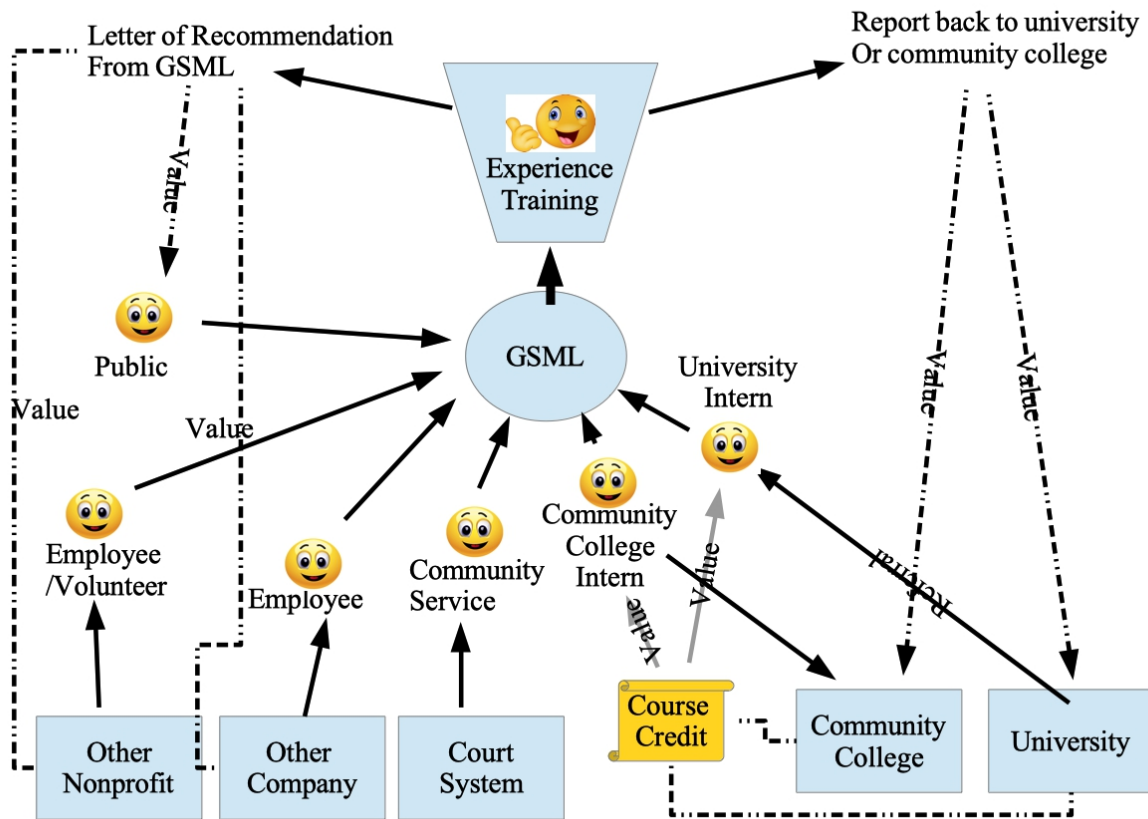 Letter of Recommendation
From GSML
Report back to university
Or community college
Experience
Training
Value
GSML
Public
University
Intern
Value
Value
Value
Value
Employee
/Volunteer
Employee
Community
Service
Community
College
Intern
Value
Referral
Value
Course
Credit
Other
Nonprofit
Other
Company
Court
System
Community
College
University